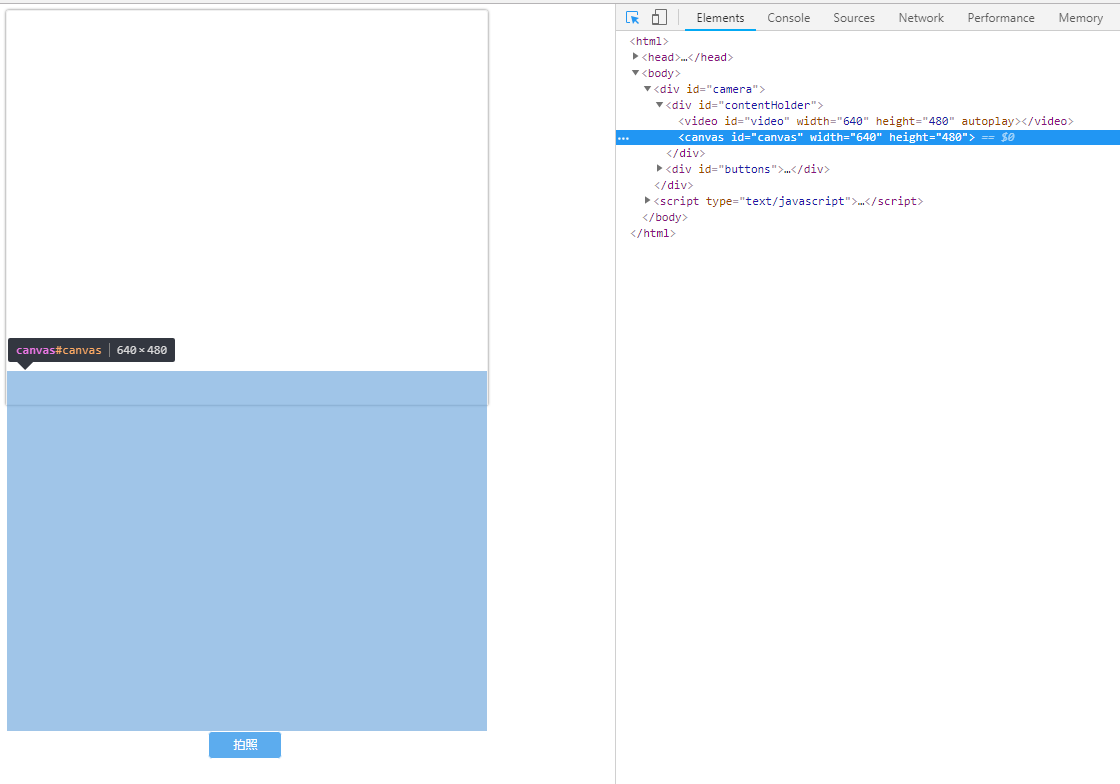 Elements Console Sources Network Performance Memory
<html>
<head>…</head>
<body>
<div id="camera">
<div id="contentHolder">
<video id="video" width="640" height="480" autoplay></video>
<canvas id="canvas" width="640" height="480"> == $0
</div>
<div id="buttons">…</div>
</div>
<script type="text/javascript">…</script>
</body>
</html>
canvas#canvas 640×480
拍照